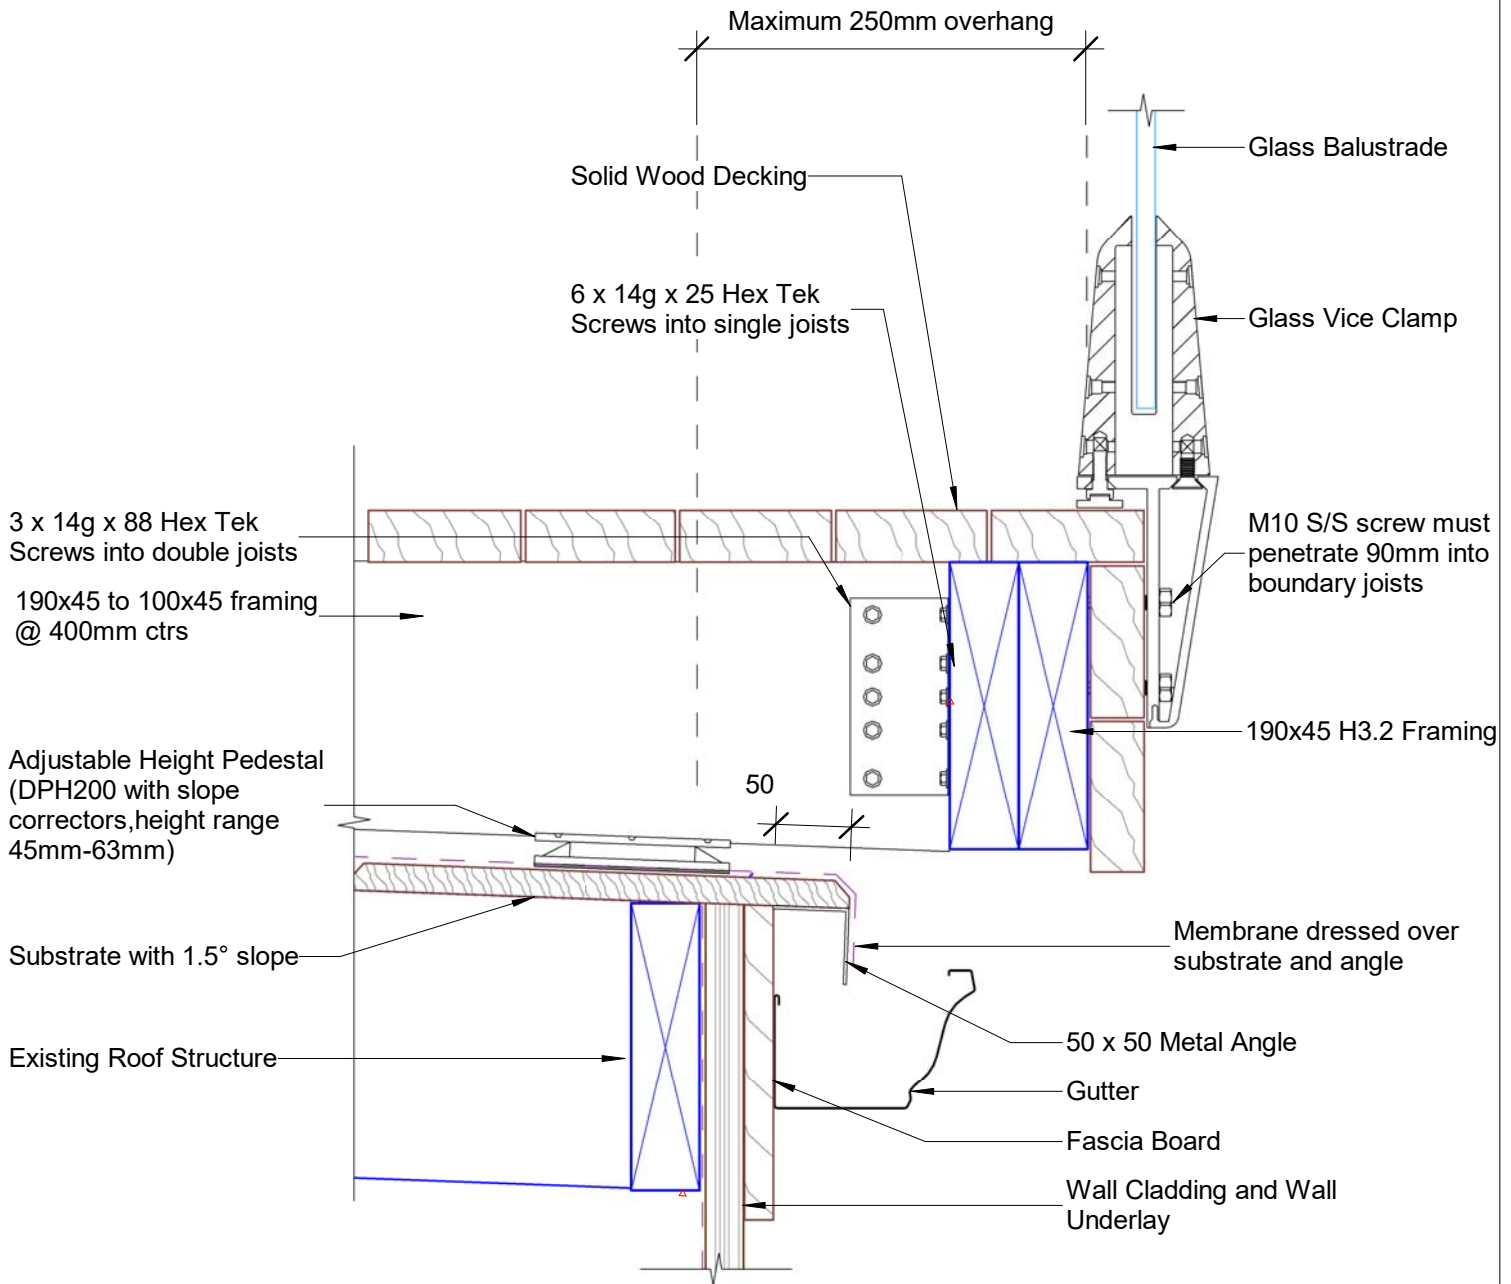 Maximum 250mm overhang
Glass Balustrade
Solid Wood Decking
6 x 14g x 25 Hex Tek
Screws into single joists
Glass Vice Clamp
3 x 14g x 88 Hex Tek
Screws into double joists
M10 S/S screw must
penetrate 90mm into
boundary joists
190x45 to 100x45 framing
@ 400mm ctrs
190x45 H3.2 Framing
Adjustable Height Pedestal
(DPH200 with slope
correctors,height range
45mm-63mm)
50
Substrate with 1.5° slope
Membrane dressed over
substrate and angle
Existing Roof Structure
50 x 50 Metal Angle
Gutter
Fascia Board
Wall Cladding and Wall
Underlay